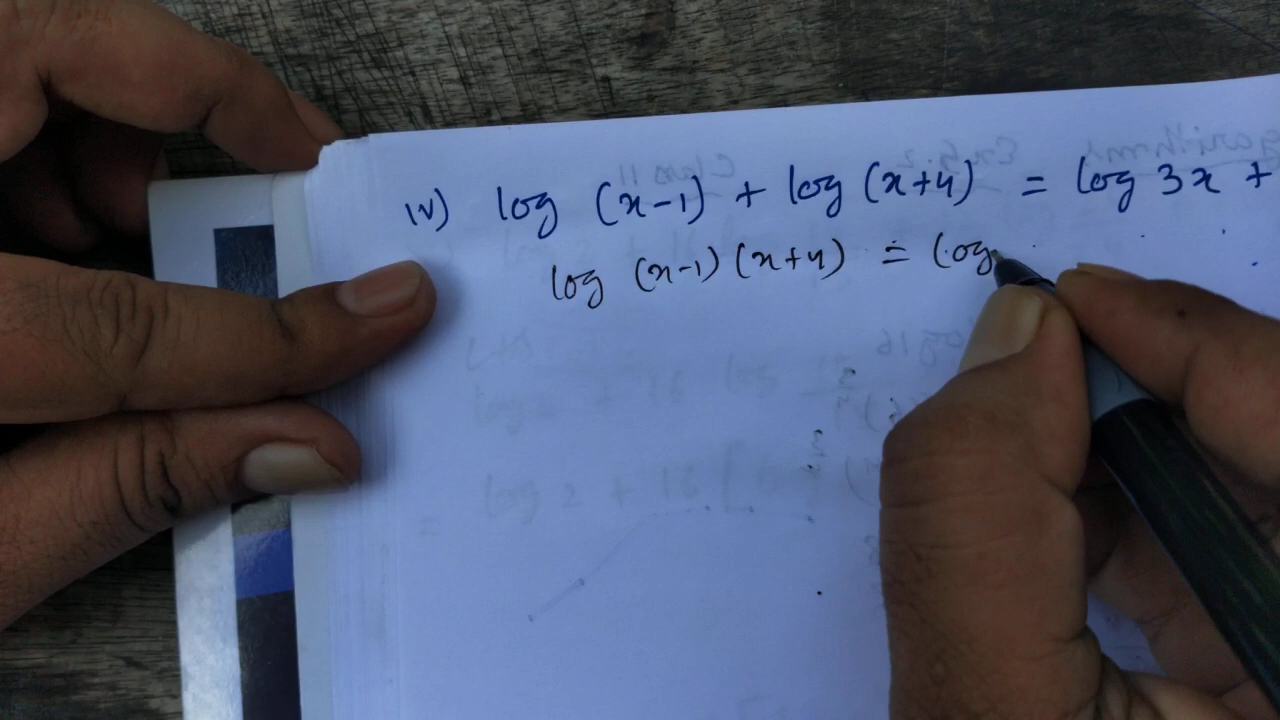 iv) log (x-1) + log (x+4) = log 3x +
log (x-1) (x+4) = log